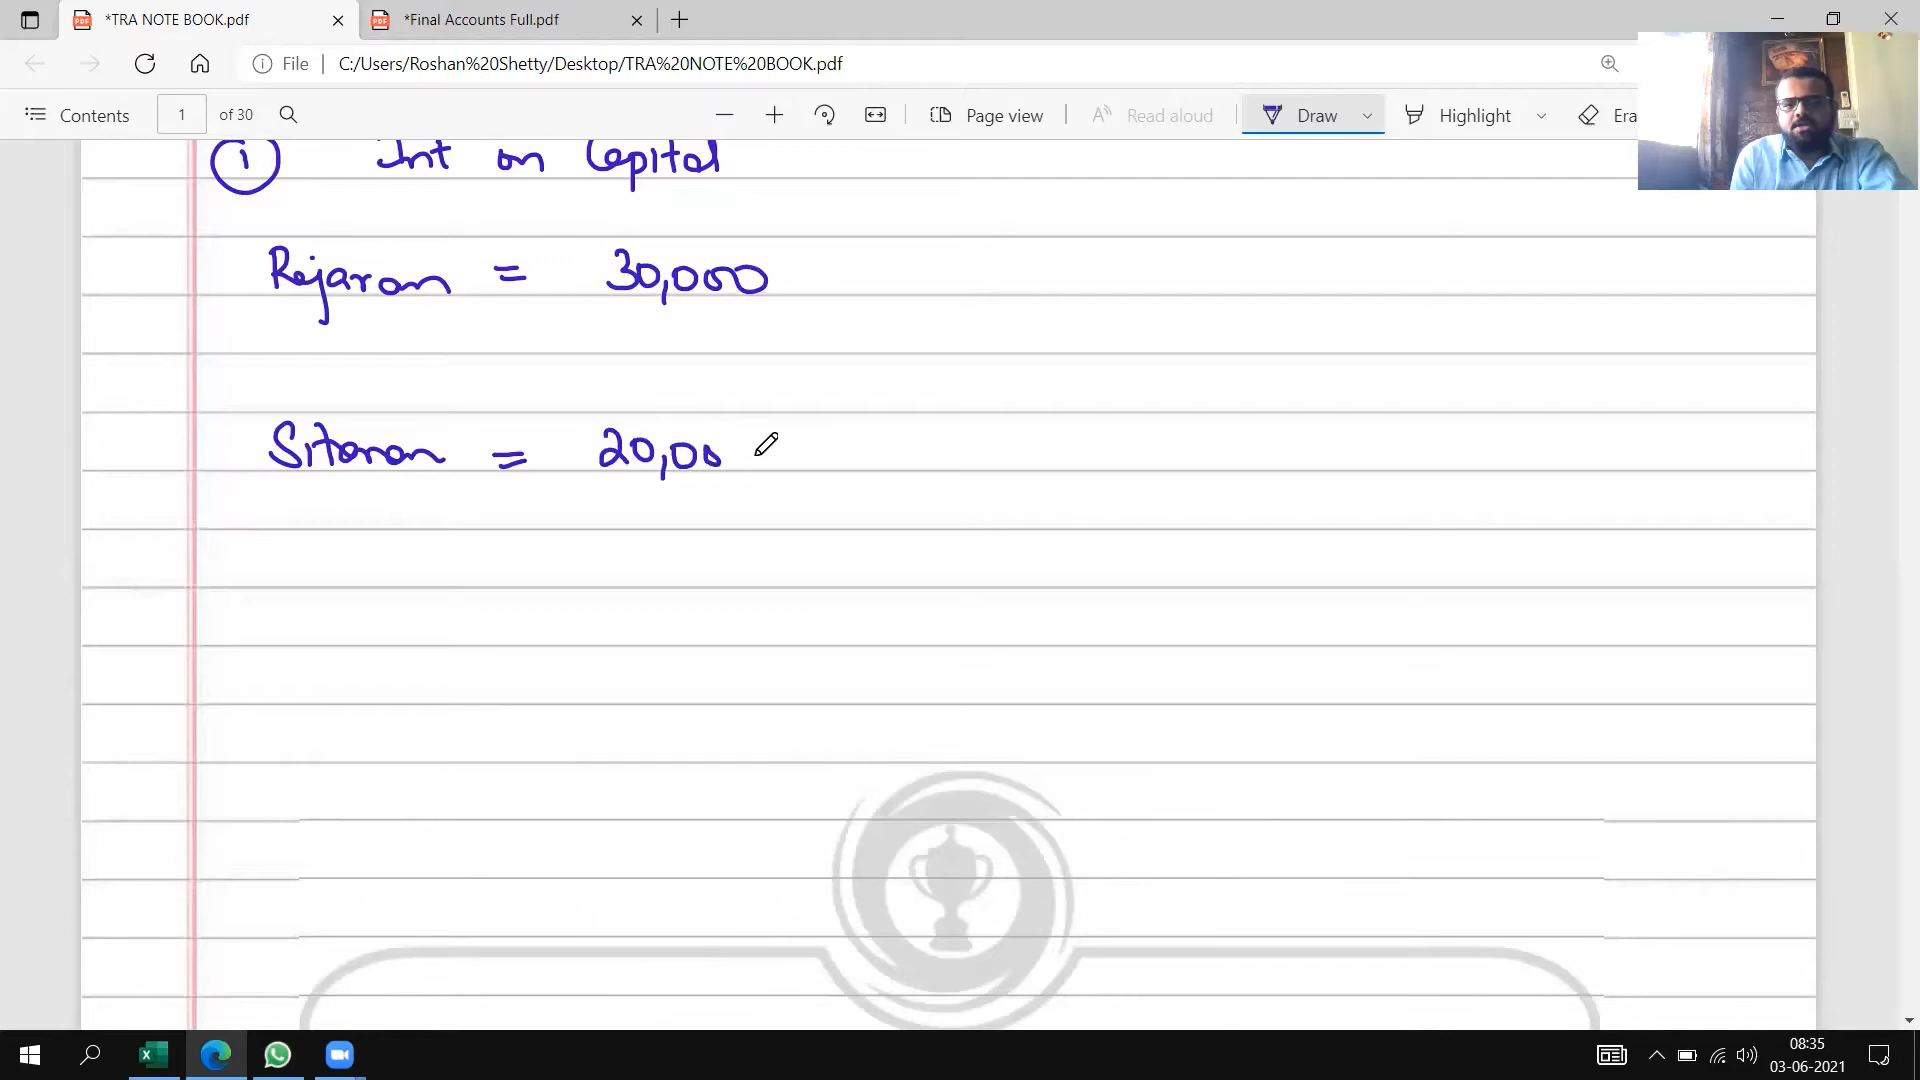 *TRA NOTE BOOK.pdf
*Final Accounts Full.pdf
File
C:/Users/Roshan%20Shetty/Desktop/TRA%20NOTE%20BOOK.pdf
Contents
1
of 30
Page view
Read aloud
Draw
Highlight
Era
i Int on Capital
Rajaram = 30,000
Sitaram = 20,00
08:35
03-06-2021